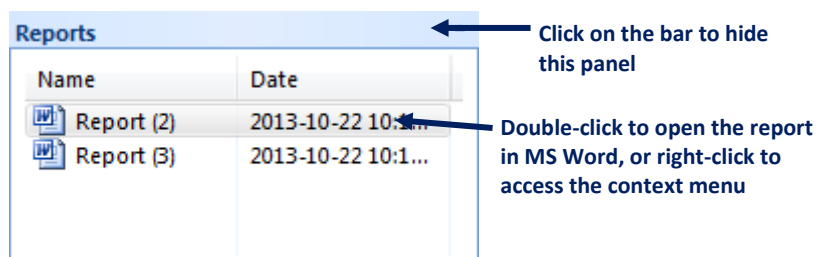 Reports
Click on the bar to hide
this panel
Name Date
Report (2) 2013-10-22 10:1...
Report (3) 2013-10-22 10:1...
Double-click to open the report
in MS Word, or right-click to
access the context menu